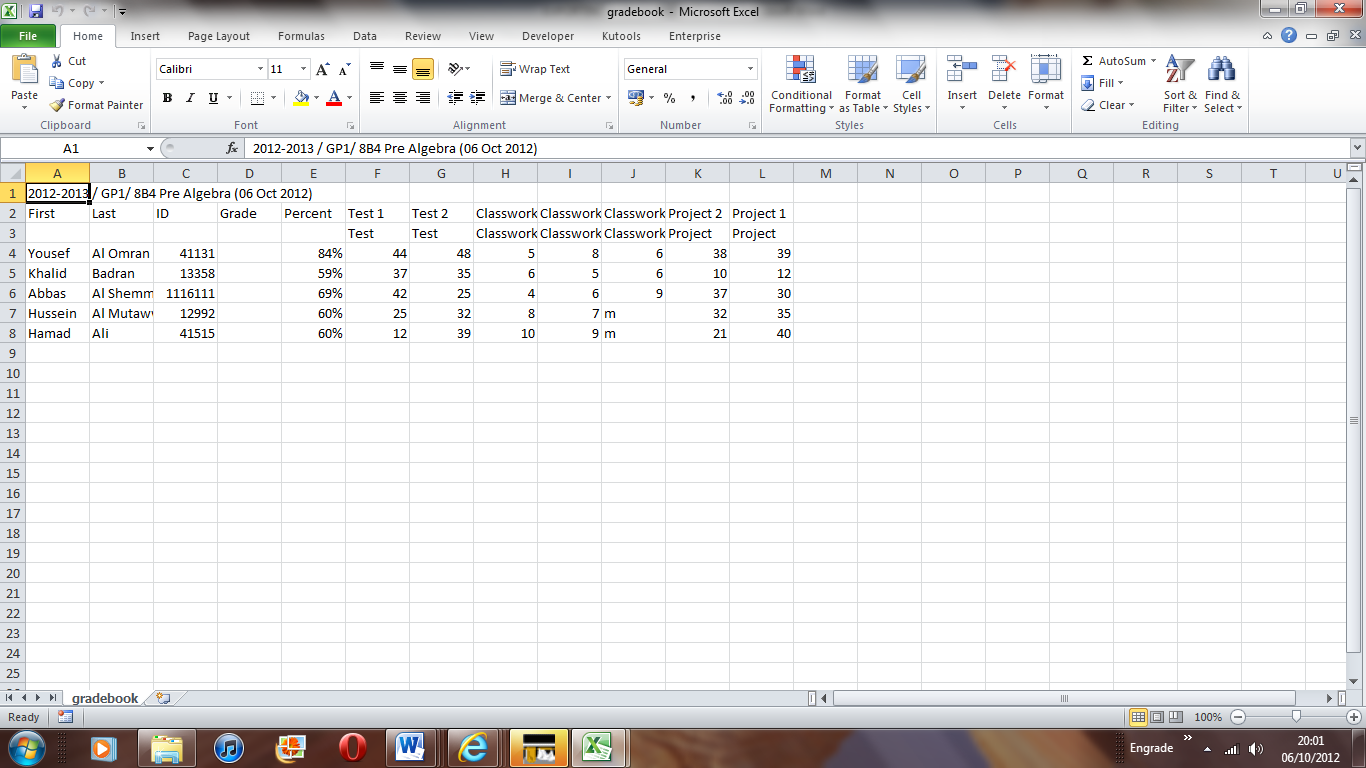 gradebook - Microsoft Excel
File Home Insert Page Layout Formulas Data Review View Developer Kutools Enterprise
Paste Cut Copy Format Painter Clipboard
Calibri 11 B I U Font
Wrap Text Merge & Center Alignment
General % , Number
Conditional Formatting Format as Table Cell Styles Styles
Insert Delete Format Cells
AutoSum Fill Clear Sort & Filter Find & Select Editing
A1 fx 2012-2013 / GP1/ 8B4 Pre Algebra (06 Oct 2012)
A B C D E F G H I J K L M N O P Q R S T U
1 2012-2013 / GP1/ 8B4 Pre Algebra (06 Oct 2012)
2 First Last ID Grade Percent Test 1 Test 2 Classwork Classwork Classwork Project 2 Project 1
3 Test Test Classwork Classwork Classwork Project Project
4 Yousef Al Omran 41131 84% 44 48 5 8 6 38 39
5 Khalid Badran 13358 59% 37 35 6 5 6 10 12
6 Abbas Al Shemm 1116111 69% 42 25 4 6 9 37 30
7 Hussein Al Mutaw 12992 60% 25 32 8 7 m 32 35
8 Hamad Ali 41515 60% 12 39 10 9 m 21 40
9
10
11
12
13
14
15
16
17
18
19
20
21
22
23
24
25
gradebook
Ready 100%
Engrade 20:01
06/10/2012